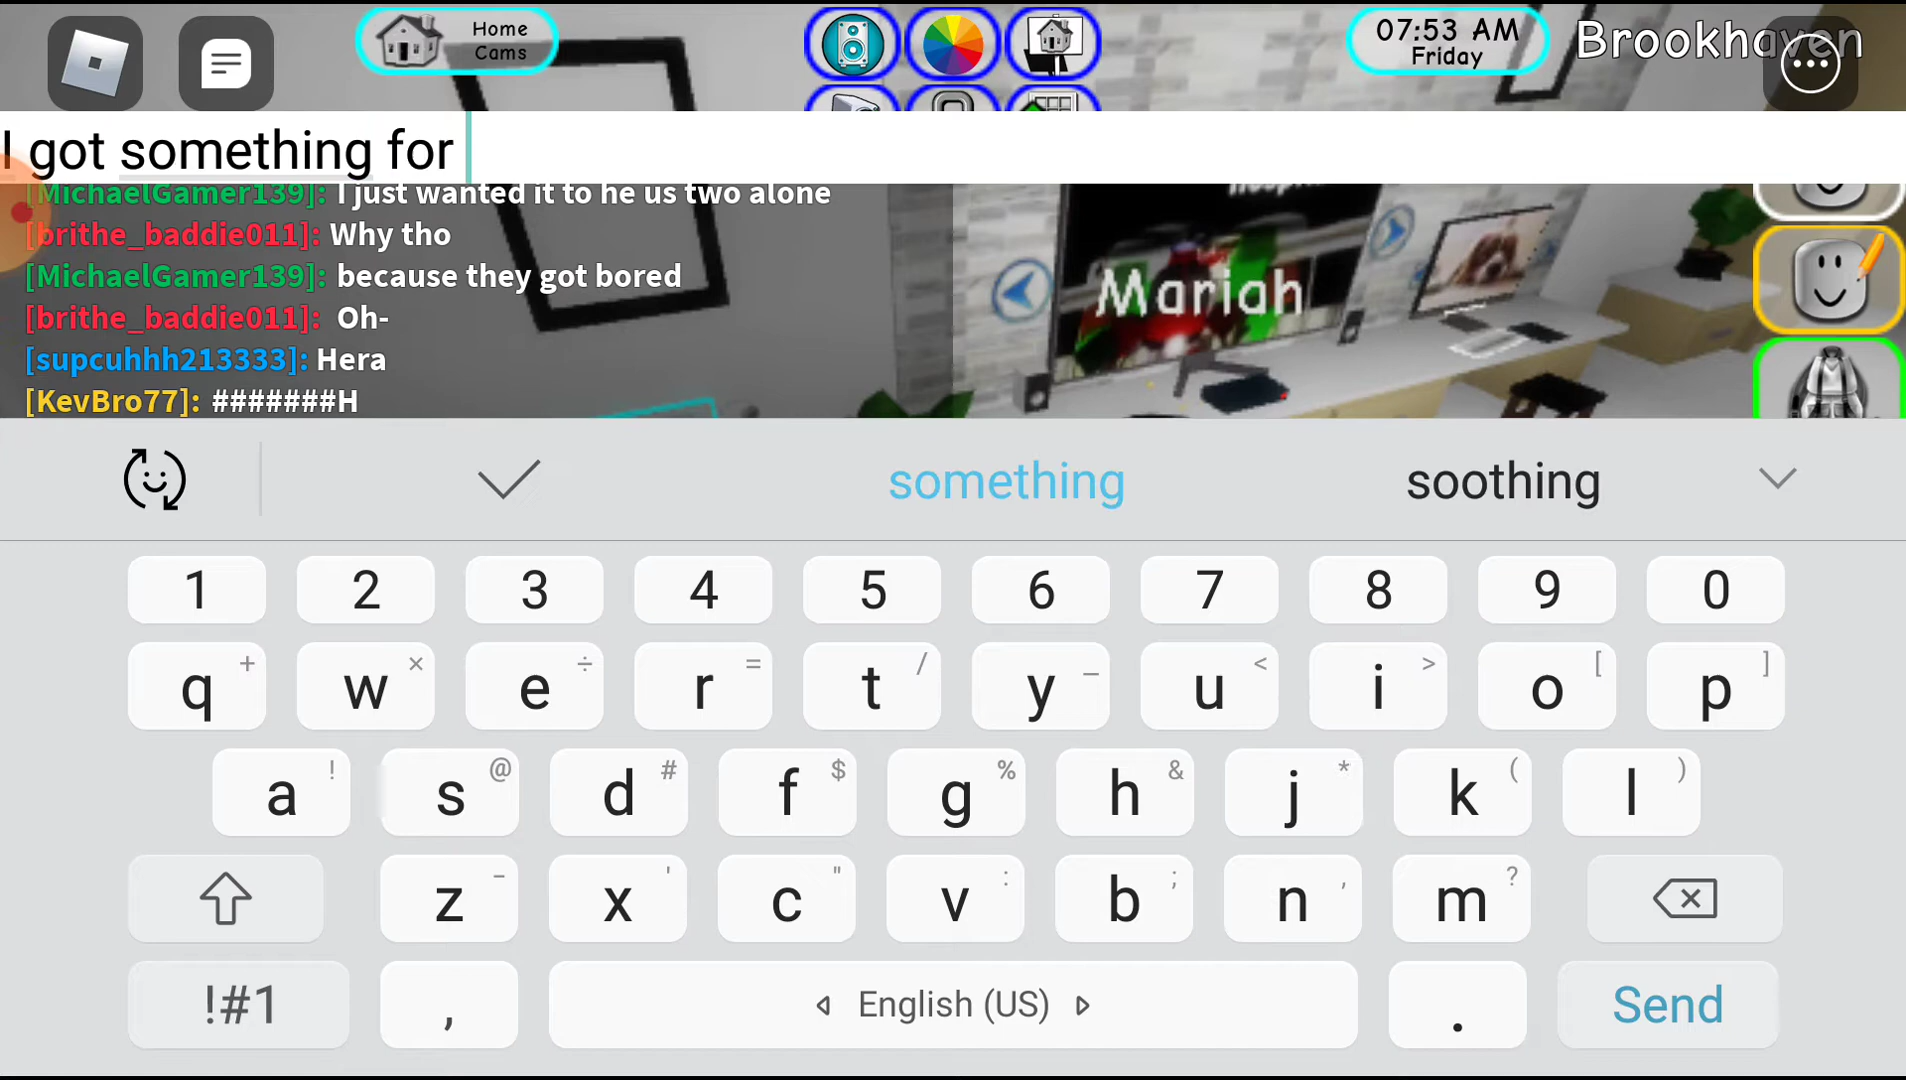 Home
Cams
07:53 AM
Friday
Brookhaven
I got something for
[MichaelGamer139]: I just wanted it to he us two alone
[brithe_baddie011]: Why tho
[MichaelGamer139]: because they got bored
[brithe_baddie011]: Oh-
[supcuhhh213333]: Hera
[KevBro77]: #######H
Mariah
something
soothing
1 2 3 4 5 6 7 8 9 0
q + w × e ÷ r = t / y _ u < i > o [ p ]
a ! s @ d # f $ g % h & j * k ( l )
z - x ' c " v : b ; n , m ?
!#1 , English (US) . Send